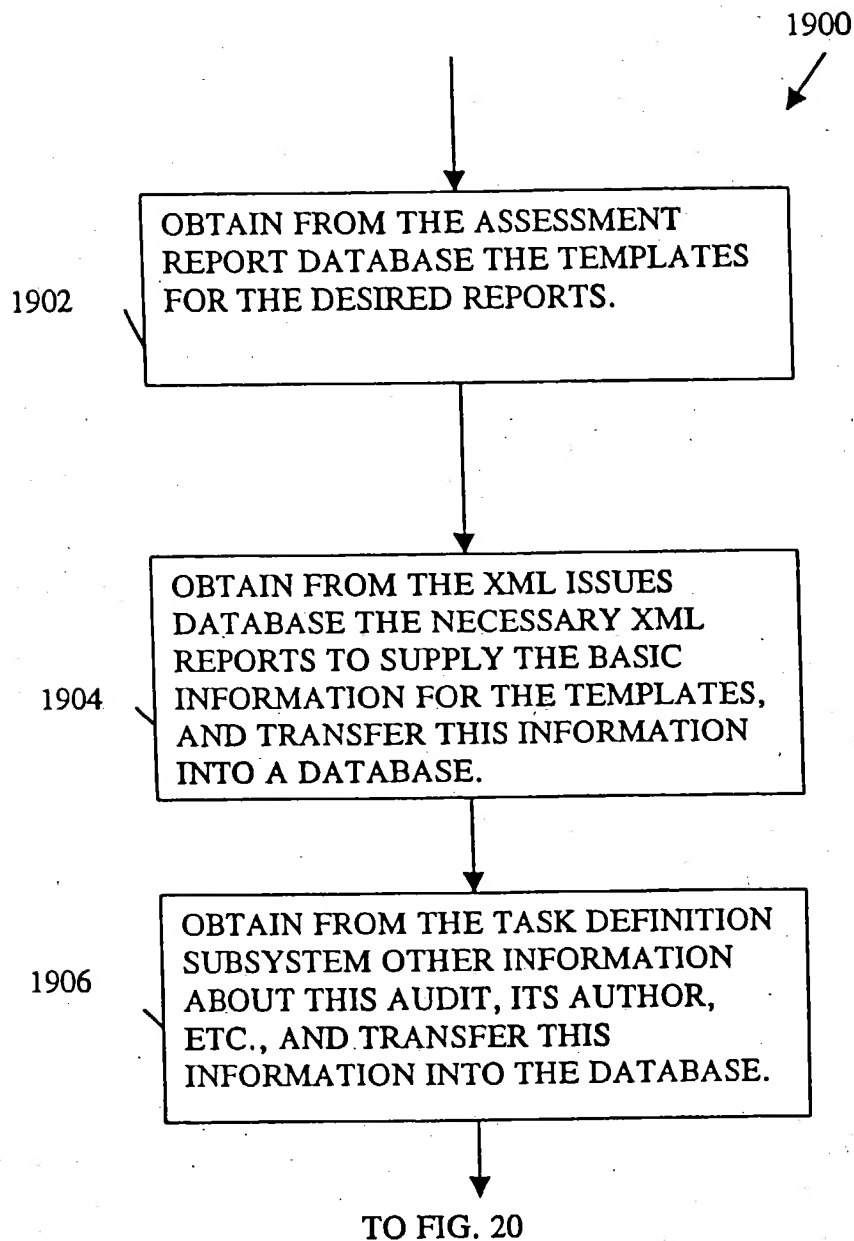 1900
OBTAIN FROM THE ASSESSMENT
REPORT DATABASE THE TEMPLATES
FOR THE DESIRED REPORTS.
1902
OBTAIN FROM THE XML ISSUES
DATABASE THE NECESSARY XML
REPORTS TO SUPPLY THE BASIC
INFORMATION FOR THE TEMPLATES,
AND TRANSFER THIS INFORMATION
INTO A DATABASE.
1904
OBTAIN FROM THE TASK DEFINITION
SUBSYSTEM OTHER INFORMATION
ABOUT THIS AUDIT, ITS AUTHOR,
ETC., AND TRANSFER THIS
INFORMATION INTO THE DATABASE.
1906
TO FIG. 20